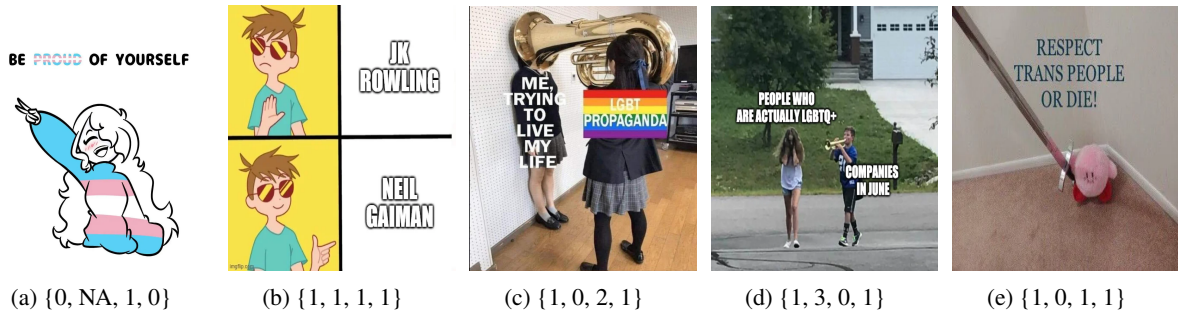 BE PROUD OF YOURSELF
JK
ROWLING
NEIL
GAIMAN
imgflip.com
ME,
TRYING
TO
LIVE
MY
LIFE
LGBT
PROPAGANDA
PEOPLE WHO
ARE ACTUALLY LGBTQ+
COMPANIES
IN JUNE
RESPECT
TRANS PEOPLE
OR DIE!
(a) {0, NA, 1, 0}
(b) {1, 1, 1, 1}
(c) {1, 0, 2, 1}
(d) {1, 3, 0, 1}
(e) {1, 0, 1, 1}